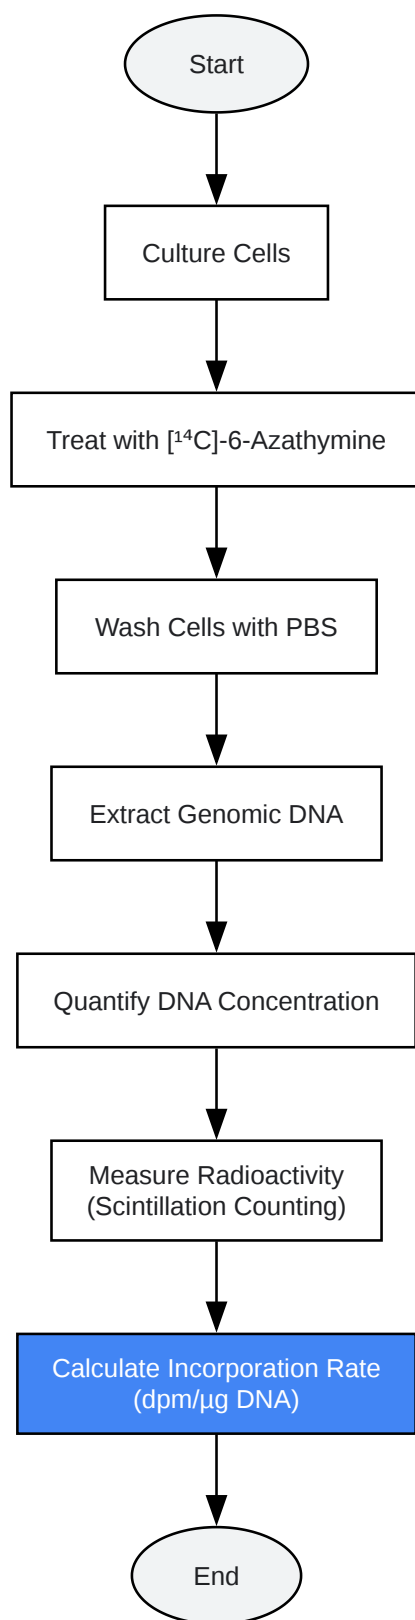 Start
Culture Cells
Treat with [¹⁴C]-6-Azathymine
Wash Cells with PBS
Extract Genomic DNA
Quantify DNA Concentration
Measure Radioactivity
(Scintillation Counting)
Calculate Incorporation Rate
(dpm/µg DNA)
End